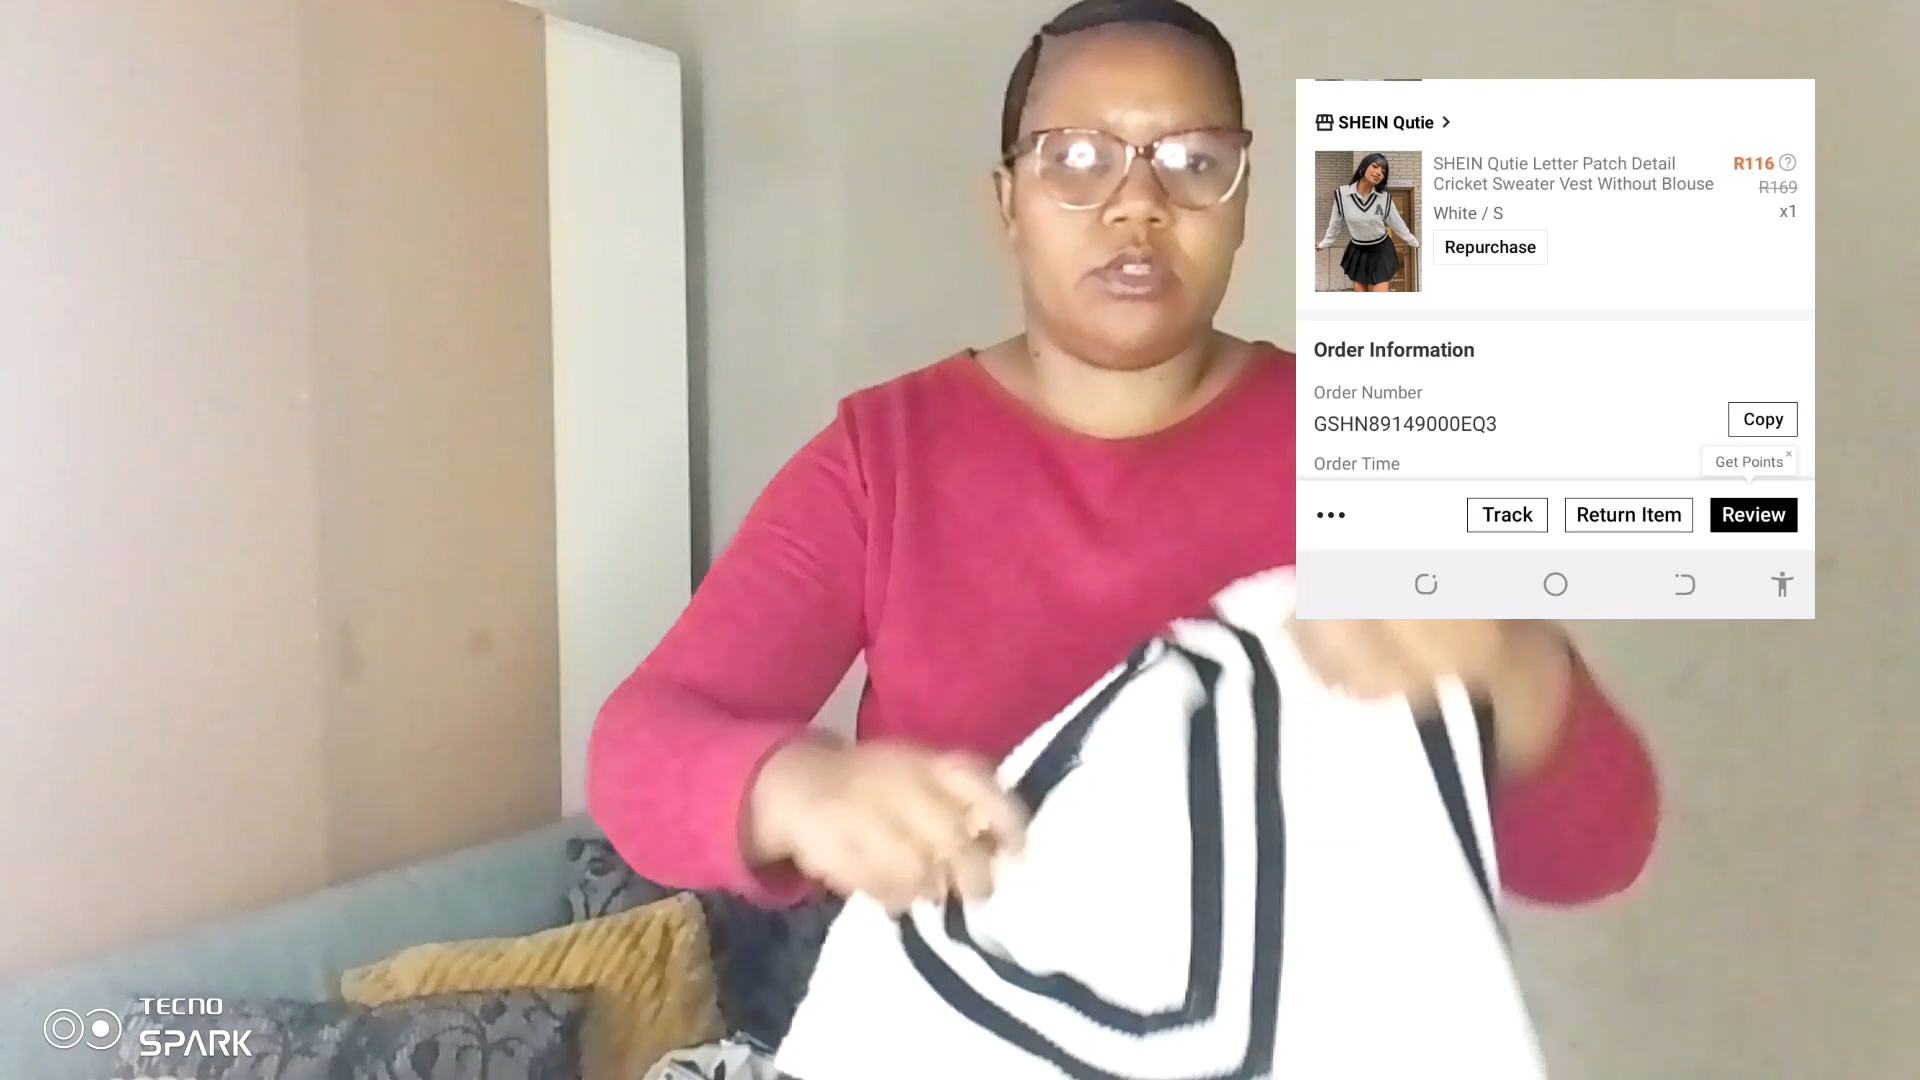 SHEIN Qutie >
SHEIN Qutie Letter Patch Detail
Cricket Sweater Vest Without Blouse
R116
R169
White / S
x1
Repurchase
Order Information
Order Number
GSHN89149000EQ3
Copy
Order Time
Get Points
Track
Return Item
Review
TECNO
SPARK